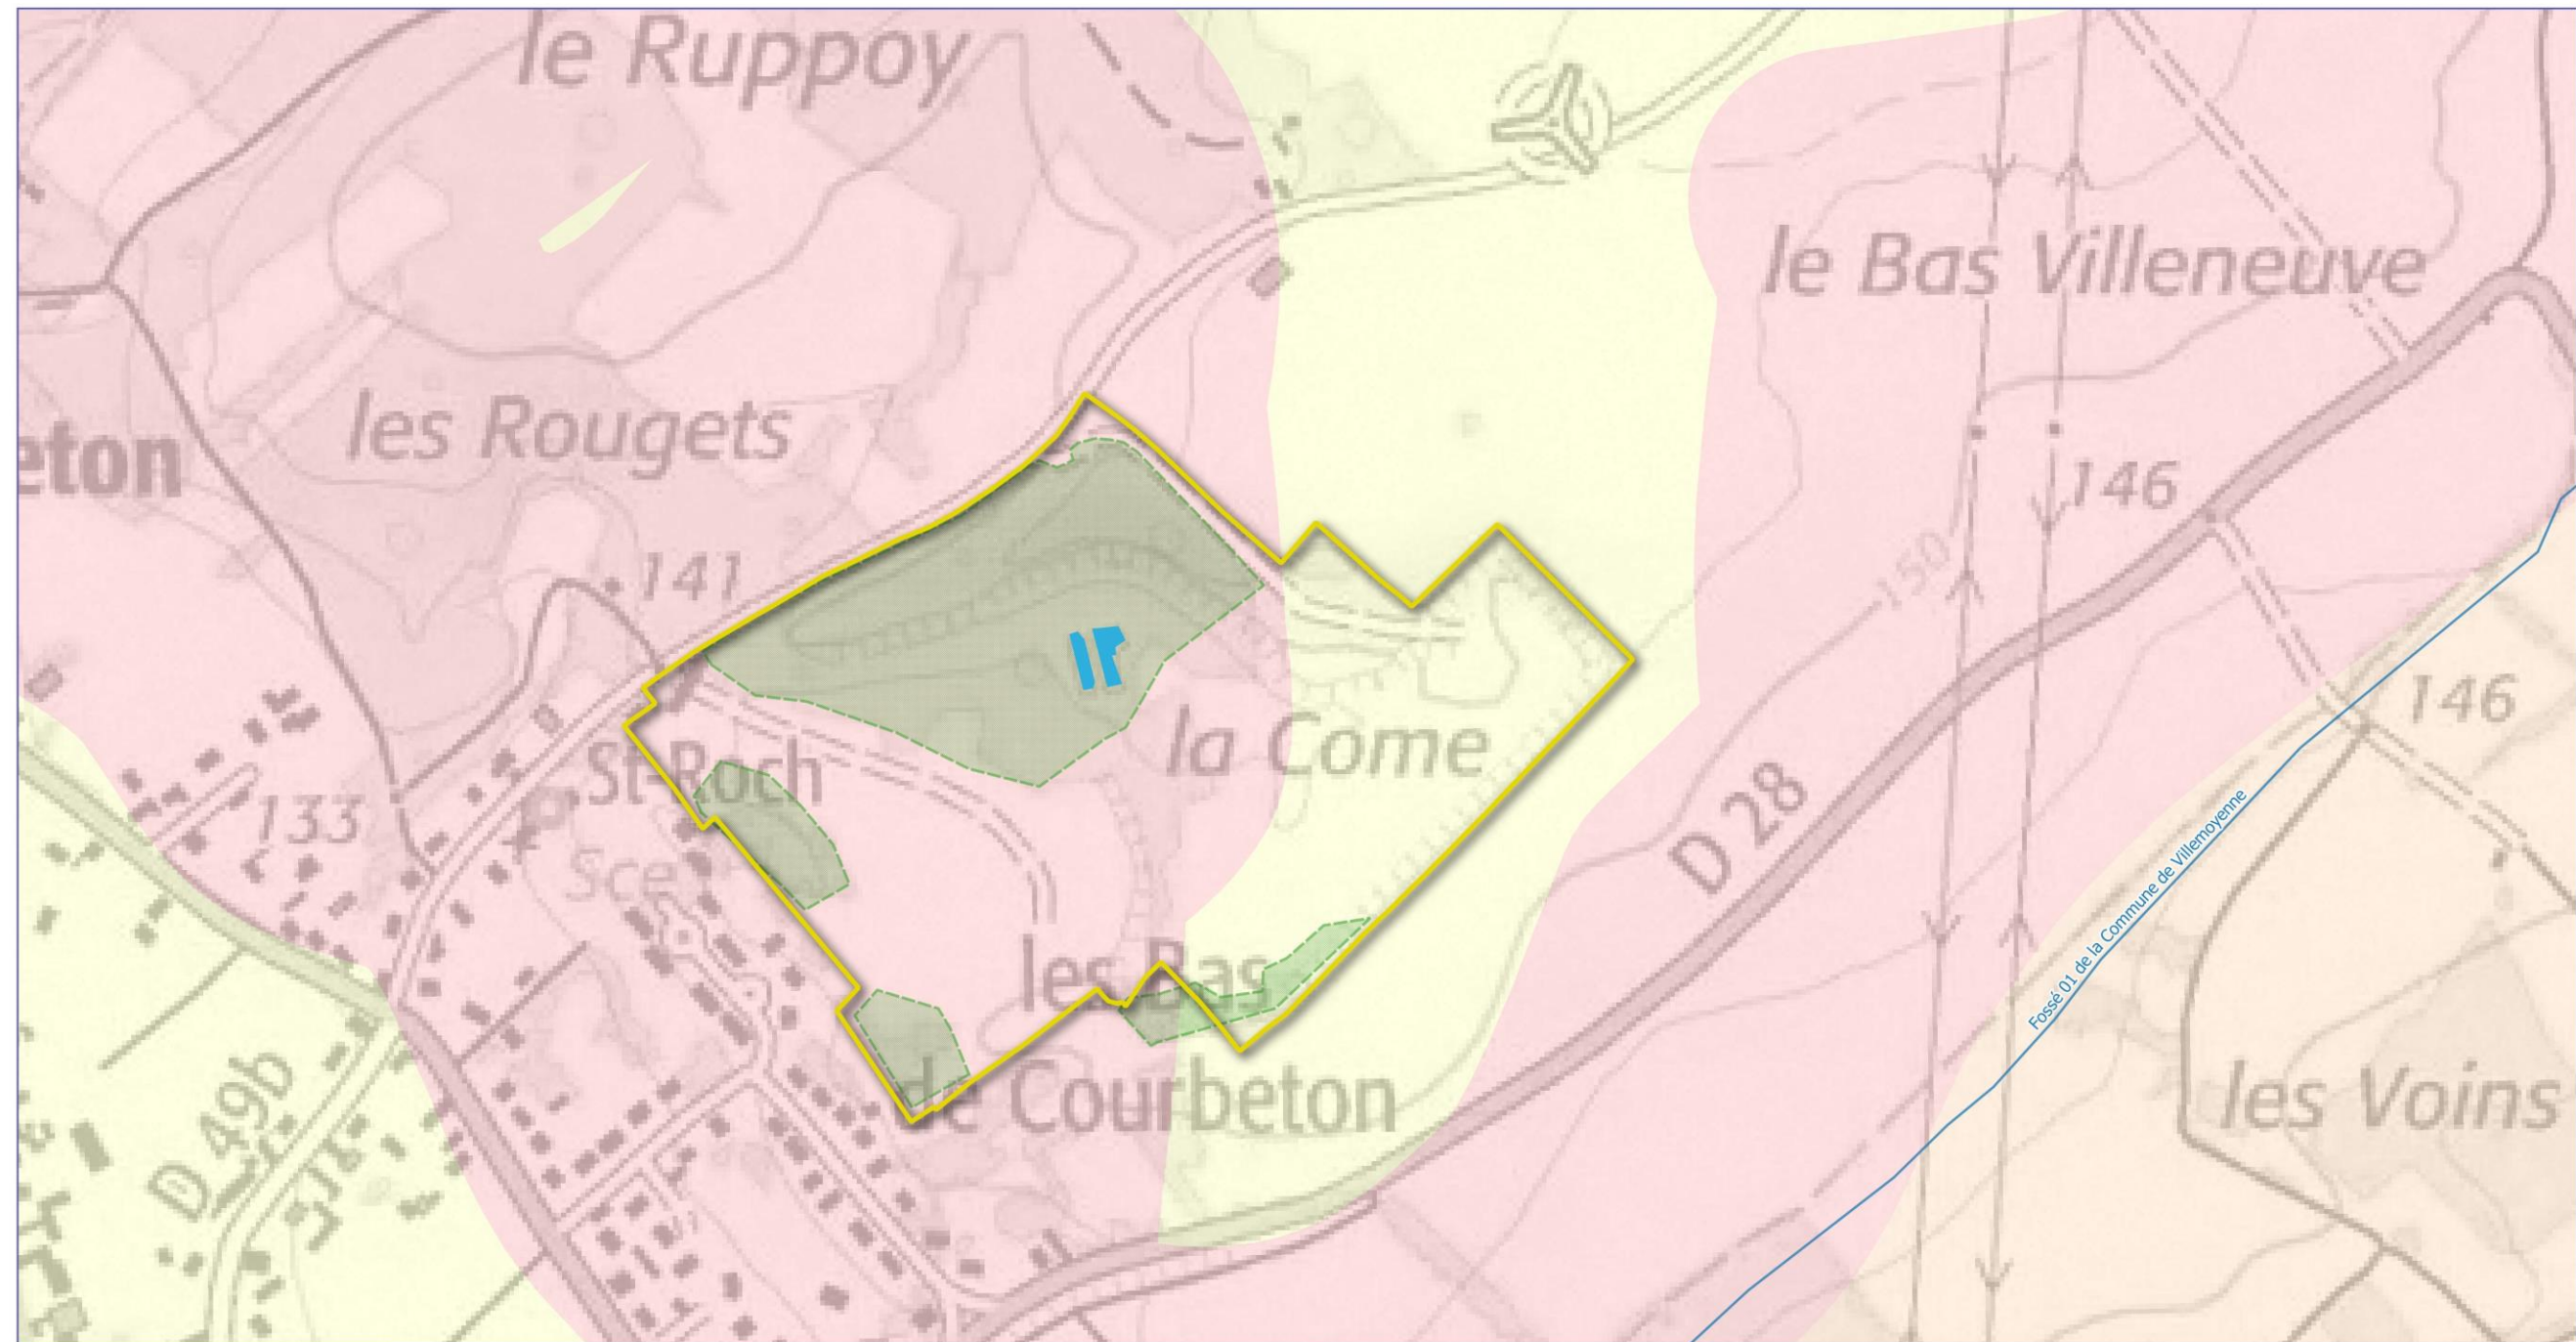 le Ruppoy
le Bas Villeneuve
les Rougets
eton
146
141
150
146
St-Roch
la Come
133
D 28
Sce
Fossé 01 de la Commune de Villemoyenne
les Bas
de Courbeton
D 49b
les Voins